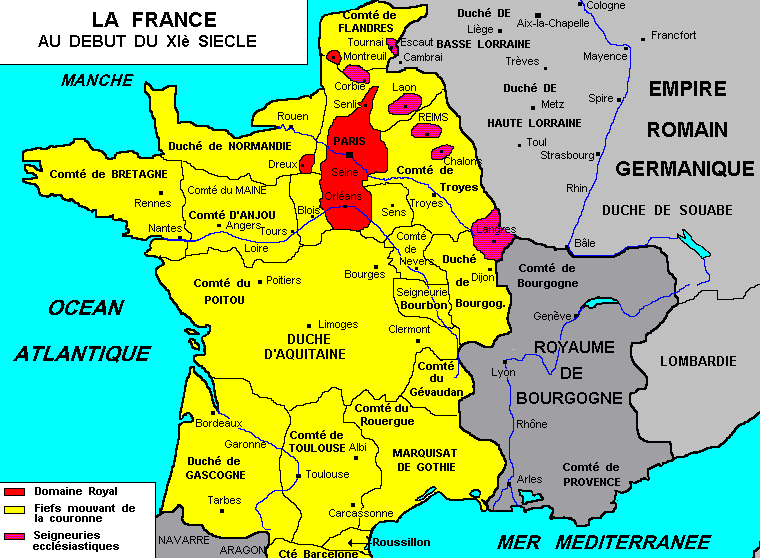 LA FRANCE
AU DEBUT DU XIè SIECLE
MANCHE
Comté de
FLANDRES
Tournai
Escaut
Montreuil
Cambrai
Corbie
Senlis
Laon
REIMS
Chalons
Rouen
PARIS
Seine
Dreux
Duché de NORMANDIE
Comté de BRETAGNE
Rennes
Nantes
Comté du MAINE
Comté D'ANJOU
Angers
Tours
Loire
Blois
Orléans
Comté de
Troyes
Troyes
Sens
Langres
Comté
de
Nevers
Duché
de
Bourgog.
Dijon
Bourges
Seigneurie
Bourbon
Comté du
POITOU
Poitiers
Limoges
DUCHE
D'AQUITAINE
Clermont
Comté
du
Gévaudan
Comté du
Rouergue
Bordeaux
Garonne
Comté de
TOULOUSE
Albi
Toulouse
MARQUISAT
DE GOTHIE
Duché de
GASCOGNE
Tarbes
Carcassonne
Roussillon
Cté Barcelone
NAVARRE
ARAGON
OCEAN
ATLANTIQUE
MER MEDITERRANEE
Duché de
Liège
BASSE LORRAINE
Cologne
Aix-la-Chapelle
Francfort
Mayence
Trèves
Duché DE
Metz
HAUTE LORRAINE
Spire
Toul
Strasbourg
Rhin
EMPIRE
ROMAIN
GERMANIQUE
DUCHE DE SOUABE
Bâle
Comté de
Bourgogne
Genève
ROYAUME
DE
BOURGOGNE
Lyon
Rhône
Arles
Comté de
PROVENCE
LOMBARDIE
Domaine Royal
Fiefs mouvant de
la couronne
Seigneuries
ecclésiastiques